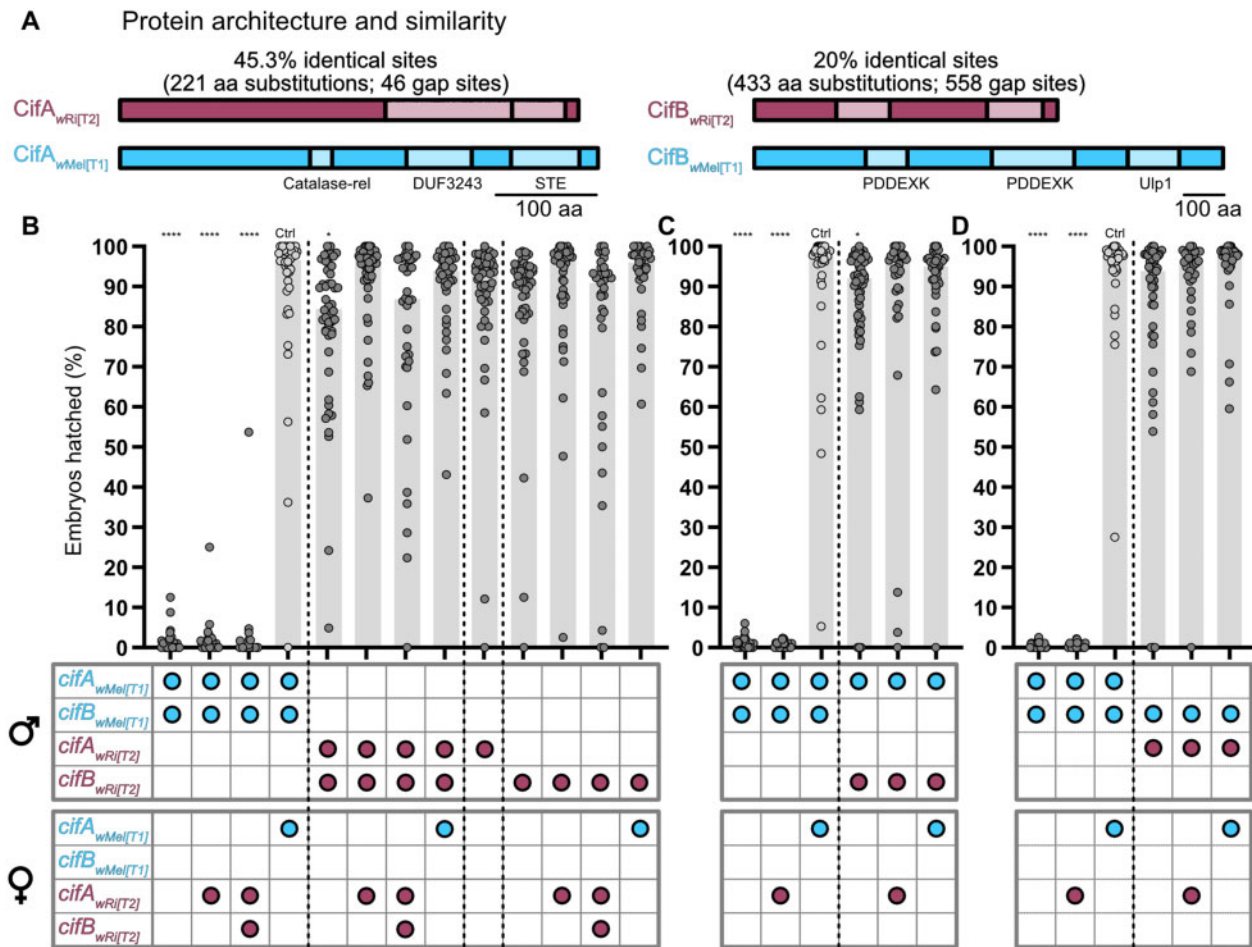 A Protein architecture and similarity
45.3% identical sites
(221 aa substitutions; 46 gap sites)
20% identical sites
(433 aa substitutions; 558 gap sites)
CifA wRi[T2]
CifB wRi[T2]
CifA wMel[T1]
CifB wMel[T1]
Catalase-rel DUF3243 STE
100 aa
PDDEXK PDDEXK Ulp1
100 aa
B C D
**** **** **** Ctrl *
**** **** Ctrl *
**** **** Ctrl
Embryos hatched (%)
100
90
80
70
60
50
40
30
20
10
0
100
90
80
70
60
50
40
30
20
10
0
100
90
80
70
60
50
40
30
20
10
0
♂
cifA wMel[T1]
cifB wMel[T1]
cifA wRi[T2]
cifB wRi[T2]
♀
cifA wMel[T1]
cifB wMel[T1]
cifA wRi[T2]
cifB wRi[T2]